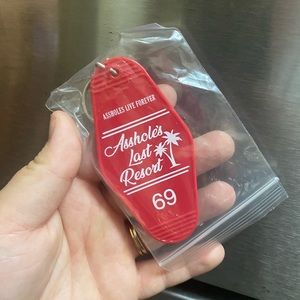 ASSHOLES LIVE FOREVER
Asshole's
Last
Resort
69